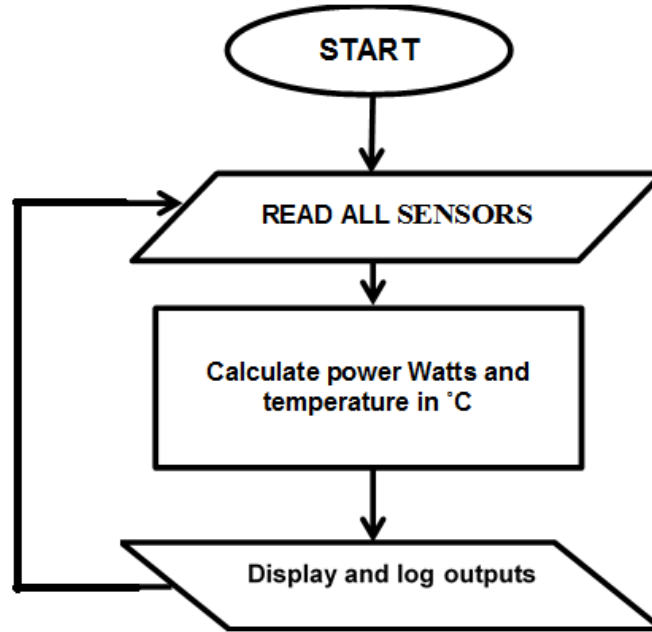 START
READ ALL SENSORS
Calculate power Watts and
temperature in ˚C
Display and log outputs